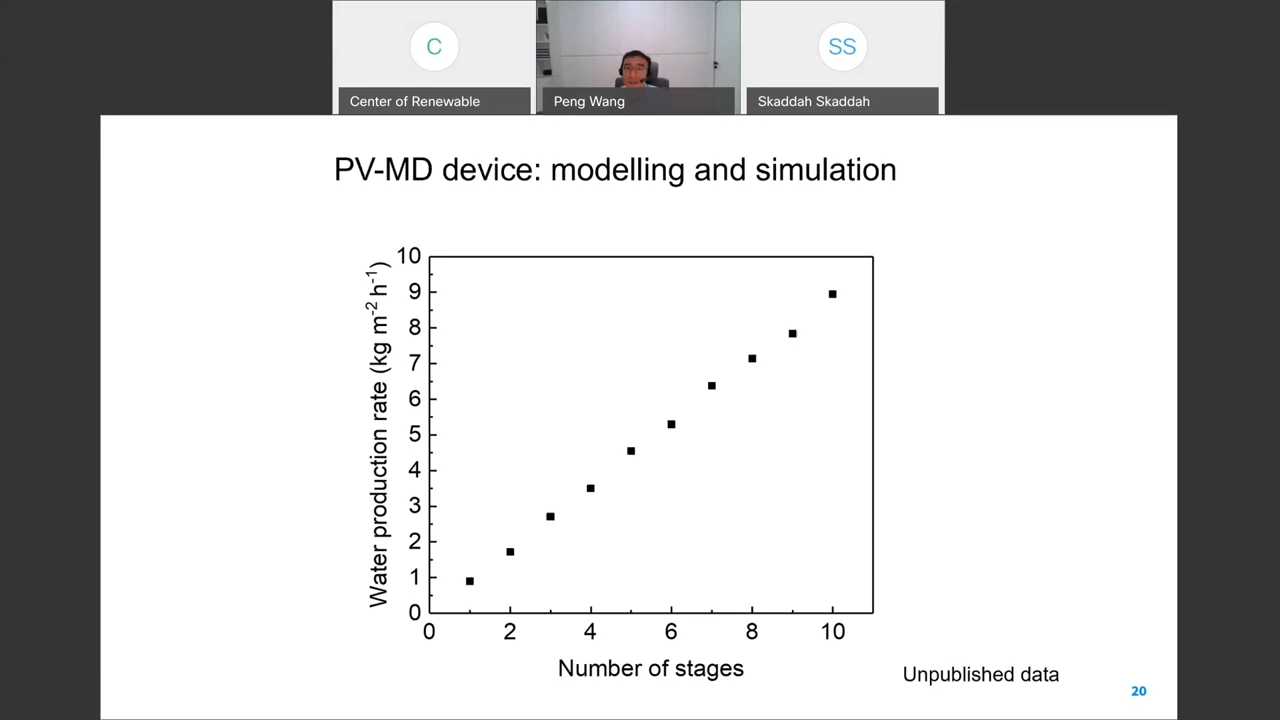 C
SS
Center of Renewable
Peng Wang
Skaddah Skaddah
PV-MD device: modelling and simulation
Water production rate (kg m⁻² h⁻¹)
10
9
8
7
6
5
4
3
2
1
0
0 2 4 6 8 10
Number of stages
Unpublished data
20